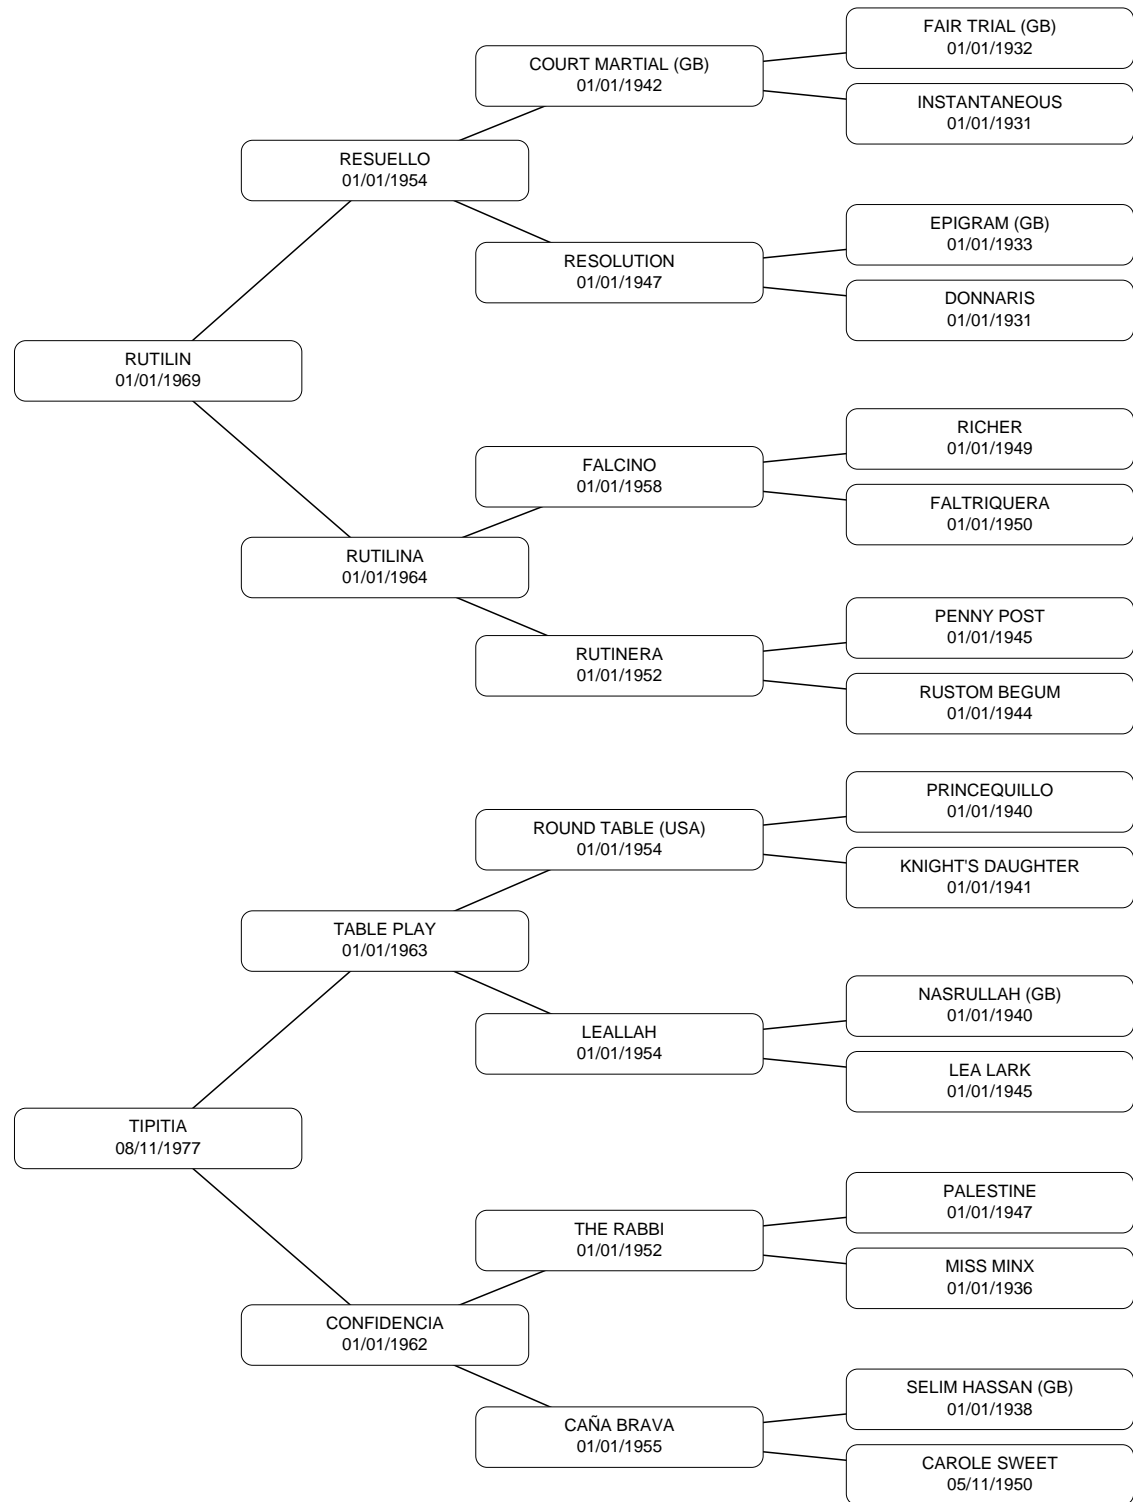 FAIR TRIAL (GB)
01/01/1932
COURT MARTIAL (GB)
01/01/1942
INSTANTANEOUS
01/01/1931
RESUELLO
01/01/1954
EPIGRAM (GB)
01/01/1933
RESOLUTION
01/01/1947
DONNARIS
01/01/1931
RUTILIN
01/01/1969
RICHER
01/01/1949
FALCINO
01/01/1958
FALTRIQUERA
01/01/1950
RUTILINA
01/01/1964
PENNY POST
01/01/1945
RUTINERA
01/01/1952
RUSTOM BEGUM
01/01/1944
PRINCEQUILLO
01/01/1940
ROUND TABLE (USA)
01/01/1954
KNIGHT'S DAUGHTER
01/01/1941
TABLE PLAY
01/01/1963
NASRULLAH (GB)
01/01/1940
LEALLAH
01/01/1954
LEA LARK
01/01/1945
TIPITIA
08/11/1977
PALESTINE
01/01/1947
THE RABBI
01/01/1952
MISS MINX
01/01/1936
CONFIDENCIA
01/01/1962
SELIM HASSAN (GB)
01/01/1938
CAÑA BRAVA
01/01/1955
CAROLE SWEET
05/11/1950